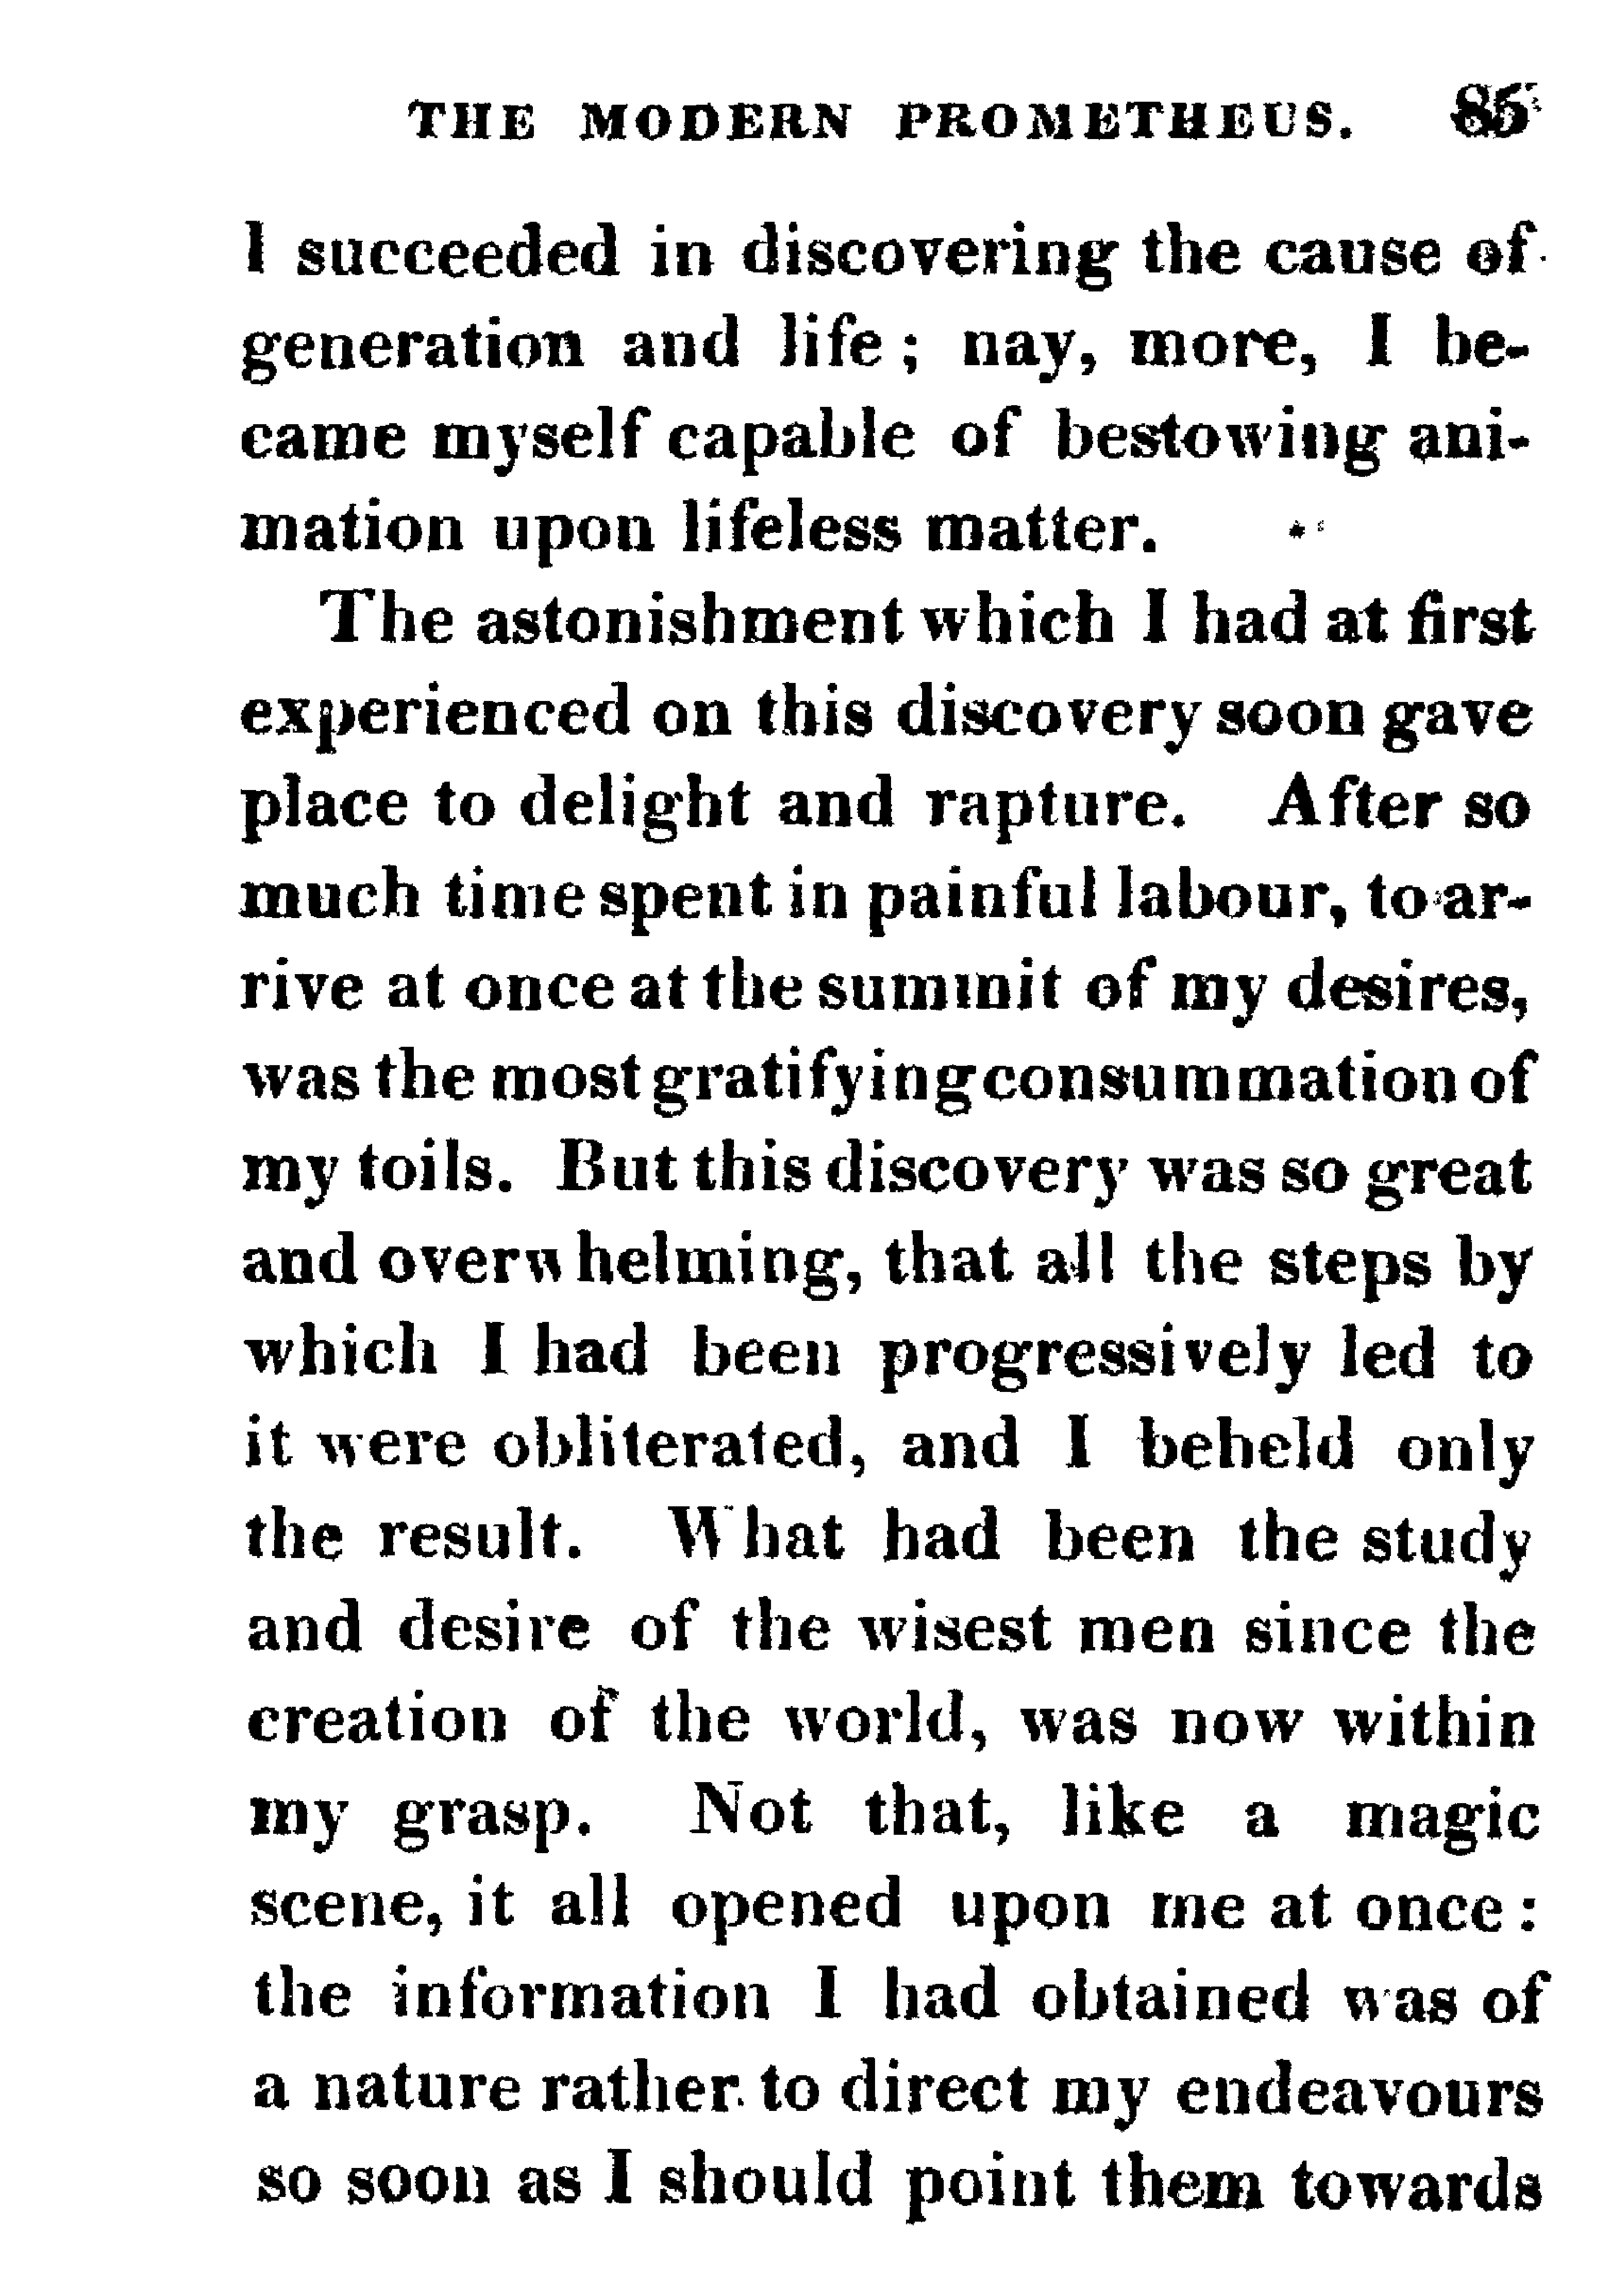 THE MODERN PROMETHEUS. 85
I succeeded in discovering the cause of
generation and life; nay, more, I be-
came myself capable of bestowing ani-
mation upon lifeless matter.
The astonishment which I had at first
experienced on this discovery soon gave
place to delight and rapture. After so
much time spent in painful labour, to ar-
rive at once at the summit of my desires,
was the most gratifying consummation of
my toils. But this discovery was so great
and overwhelming, that all the steps by
which I had been progressively led to
it were obliterated, and I beheld only
the result. What had been the study
and desire of the wisest men since the
creation of the world, was now within
my grasp. Not that, like a magic
scene, it all opened upon me at once:
the information I had obtained was of
a nature rather to direct my endeavours
so soon as I should point them towards